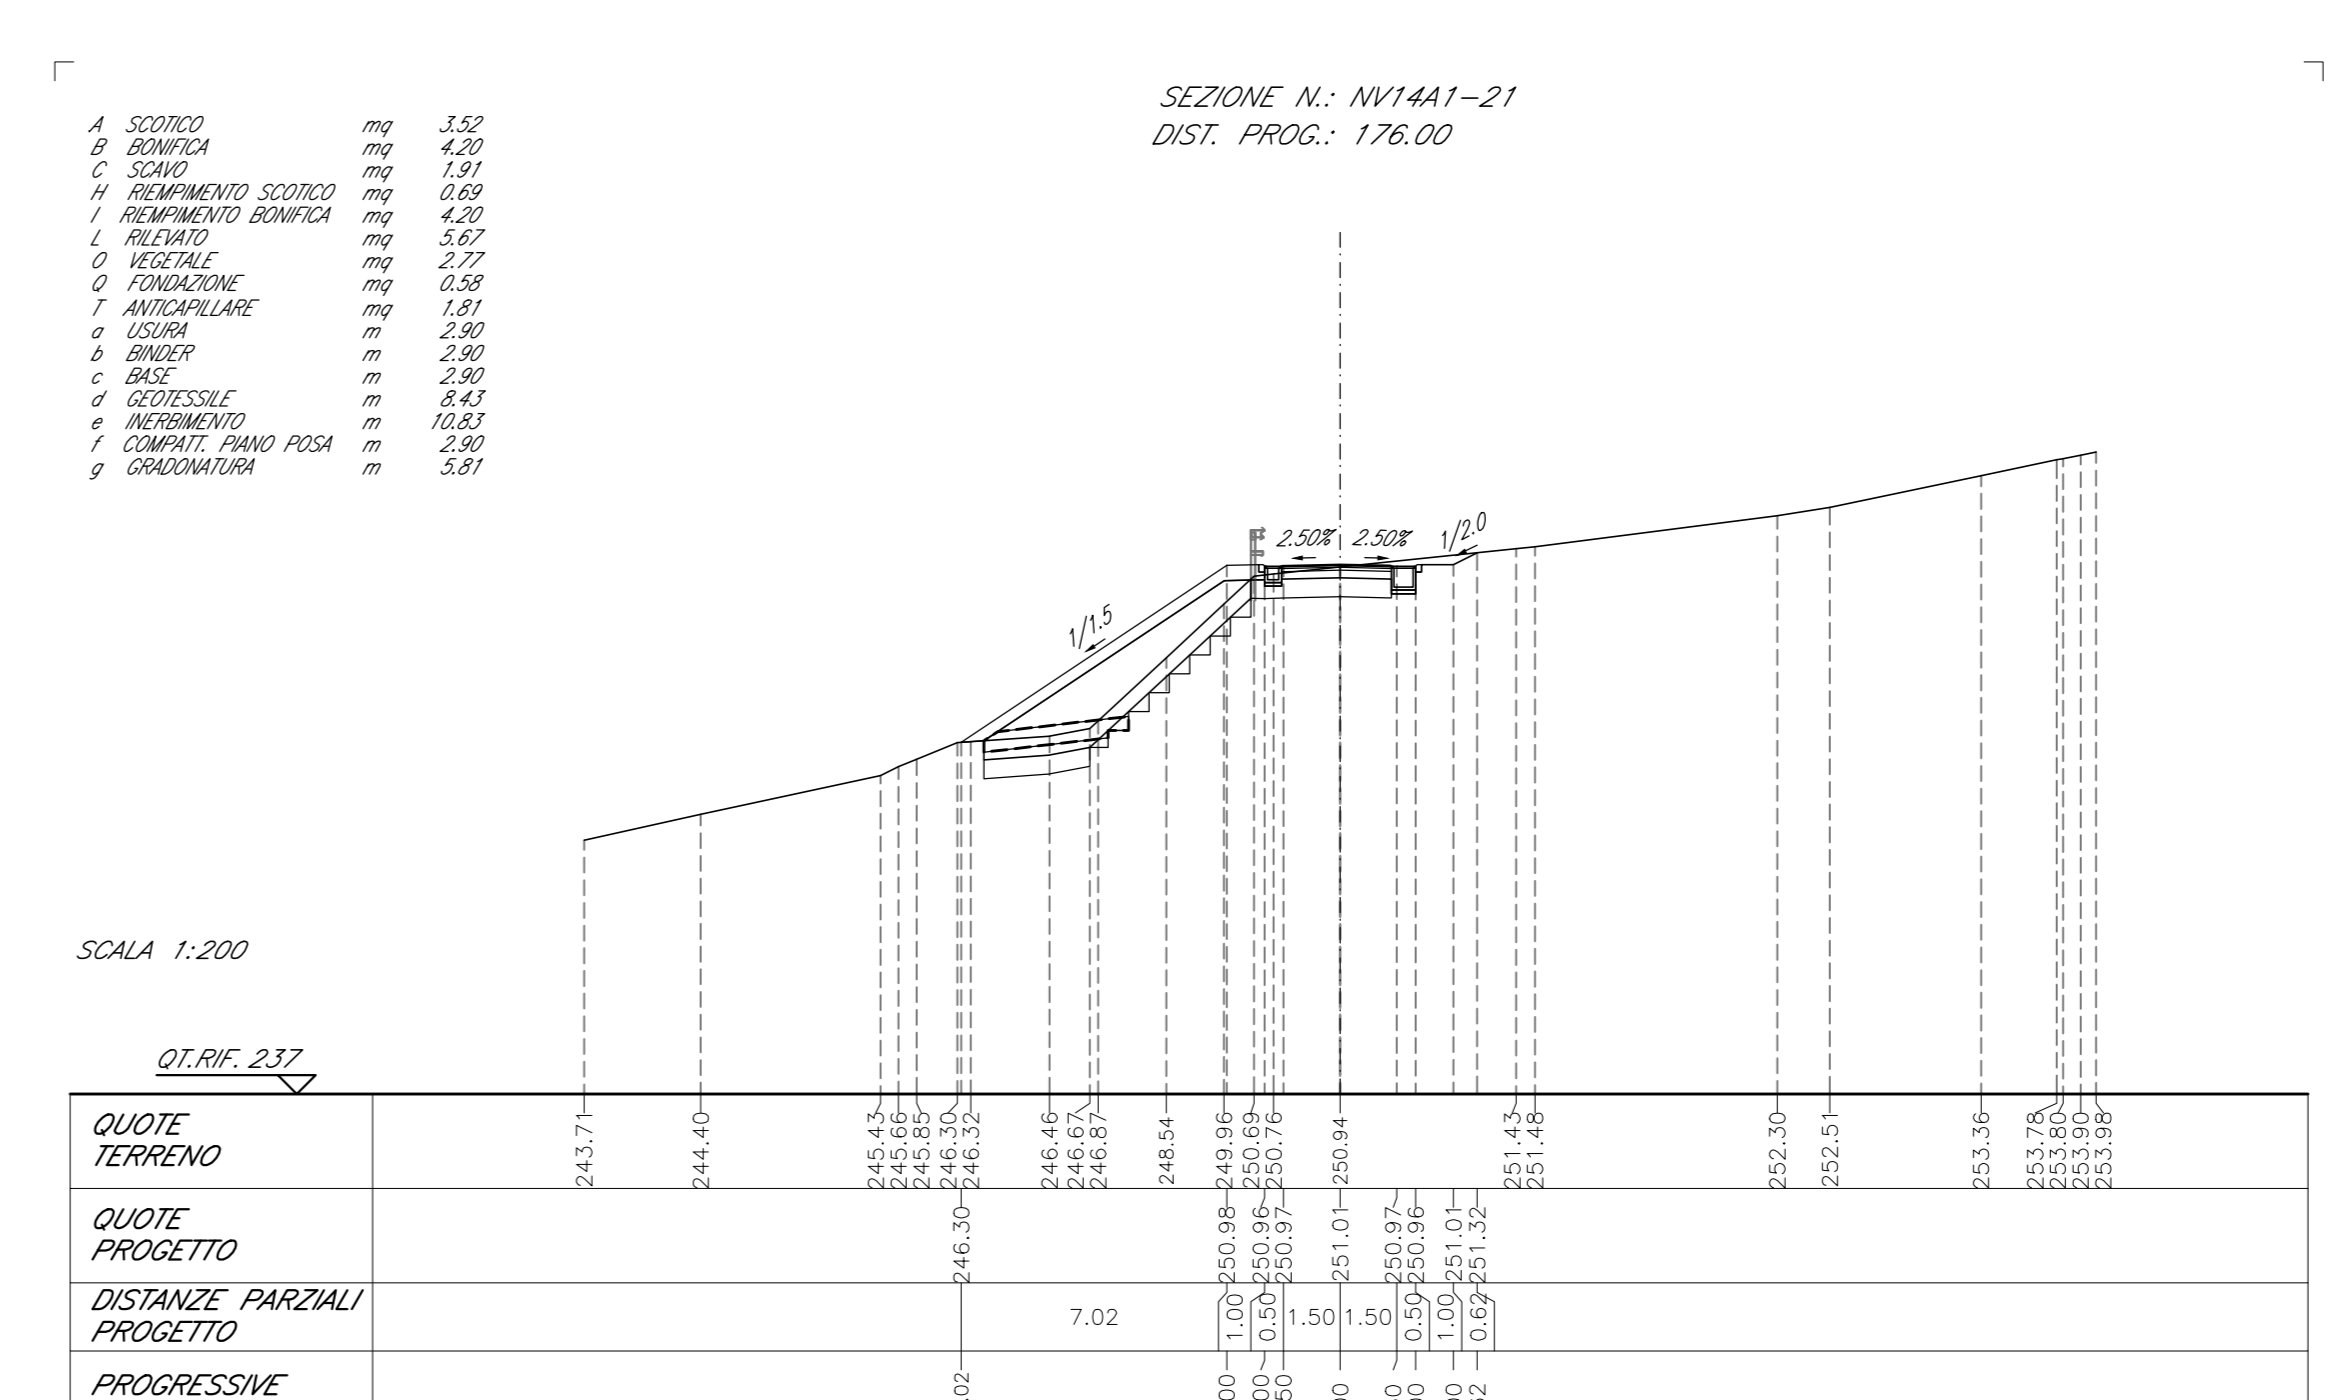 SEZIONE N.: NV14A1-21
DIST. PROG.: 176.00
A SCOTICO mq 3.52
B BONIFICA mq 4.20
C SCAVO mq 1.91
H RIEMPIMENTO SCOTICO mq 0.69
I RIEMPIMENTO BONIFICA mq 4.20
L RILEVATO mq 5.67
O VEGETALE mq 2.77
Q FONDAZIONE mq 0.58
T ANTICAPILLARE mq 1.81
a USURA m 2.90
b BINDER m 2.90
c BASE m 2.90
d GEOTESSILE m 8.43
e INERBIMENTO m 10.83
f COMPATT. PIANO POSA m 2.90
g GRADONATURA m 5.81
2.50% 2.50% 1/2.0
1/1.5
SCALA 1:200
QT.RIF. 237
QUOTE
TERRENO
243.71 244.40 245.43 245.66 245.85 246.30 246.32 246.46 246.67 246.87 248.54 249.96 250.69 250.76 250.94 251.43 251.48 252.30 252.51 253.36 253.78 253.80 253.90 253.98
QUOTE
PROGETTO
246.30 250.98 250.96 250.97 251.01 250.97 250.96 251.01 251.32
DISTANZE PARZIALI
PROGETTO
7.02 1.00 0.50 1.50 1.50 0.50 1.00 0.62
PROGRESSIVE